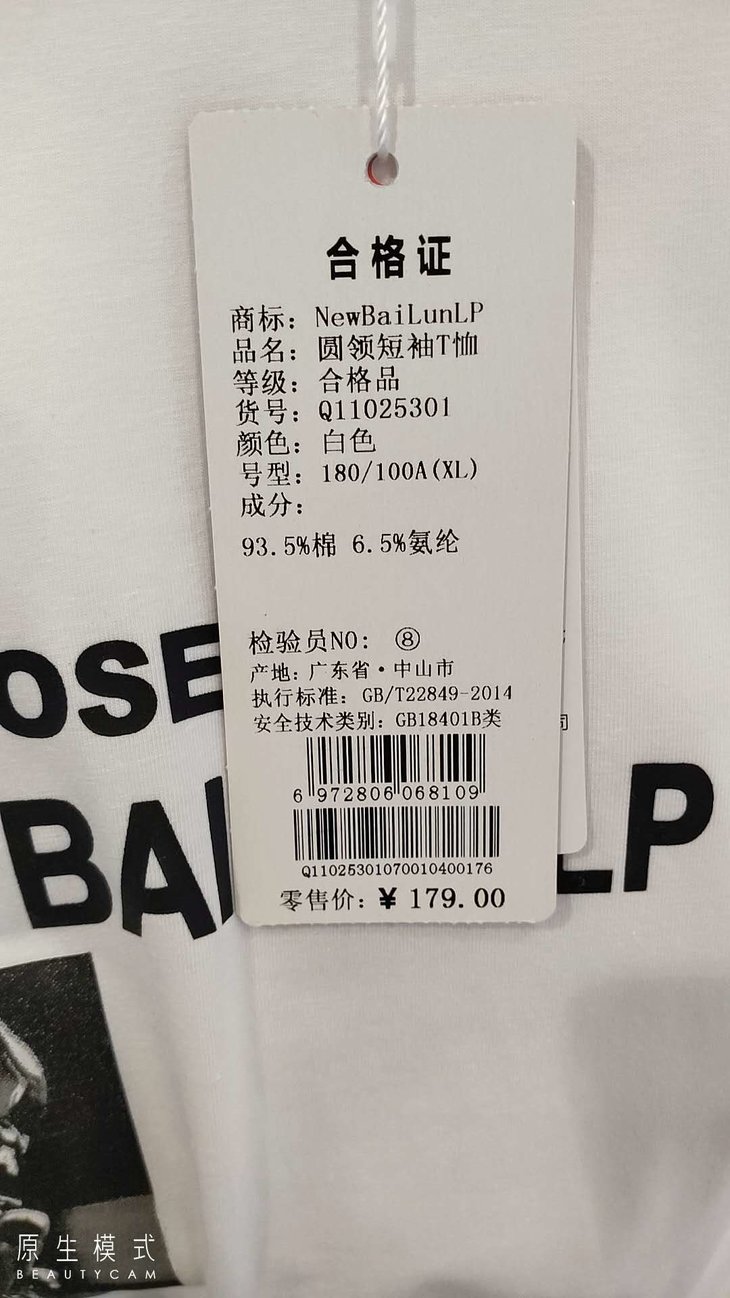 合格证
商标: NewBaiLunLP
品名: 圆领短袖T恤
等级: 合格品
货号: Q11025301
颜色: 白色
号型: 180/100A(XL)
成分:
93.5%棉 6.5%氨纶
检验员NO: ⑧
产地: 广东省·中山市
执行标准: GB/T22849-2014
安全技术类别: GB18401B类
6 972806 068109
Q11025301070010400176
零售价: ¥ 179.00
OSE
BAI
LP
司
原生模式
BEAUTYCAM